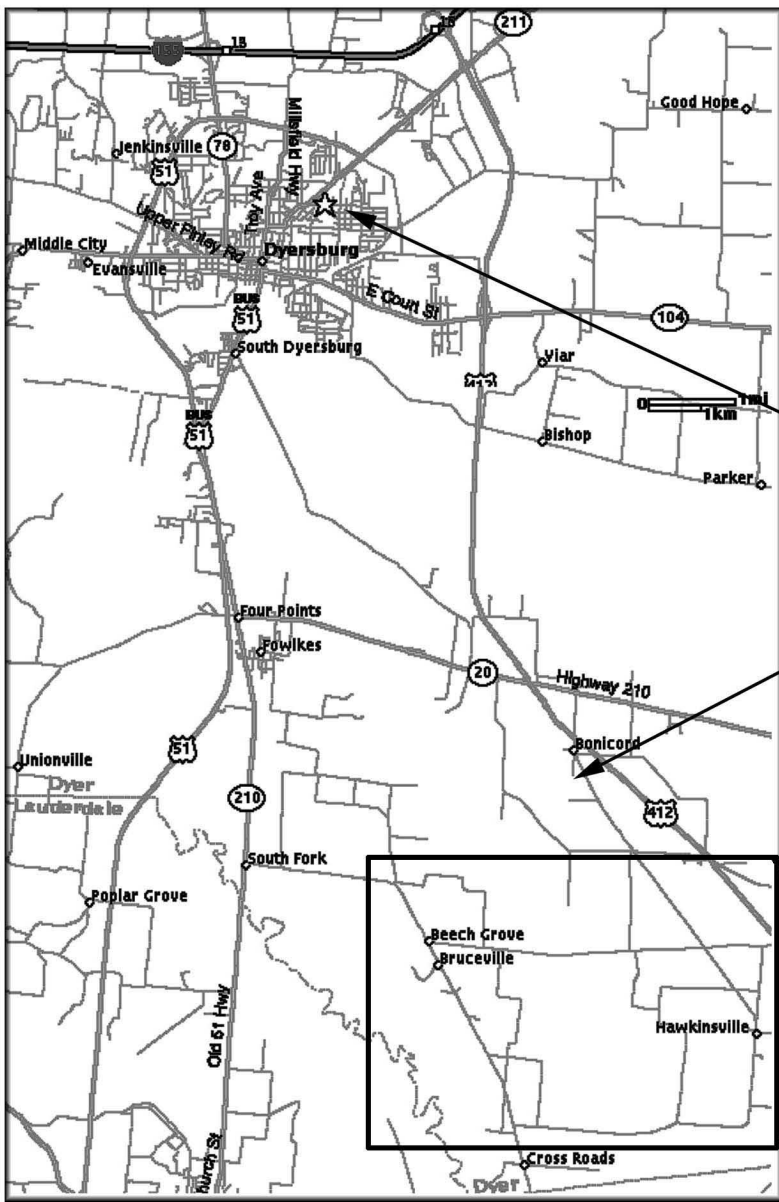 15
15
211
155
Good Hope
Jenkinsville
78
51
Millsfield Hwy
Troy Ave
Upper Finley Rd
Middle City
Dyersburg
Evansville
E Court St
BUS
51
104
South Dyersburg
Viar
412
0 1mi
1km
BUS
51
Bishop
Parker
Four Points
Fowlkes
20
Highway 210
51
Bonicord
Unionville
Dyer
Lauderdale
210
412
South Fork
Poplar Grove
Beech Grove
Bruceville
Old 51 Hwy
Hawkinsville
hurch St
Cross Roads
Dyer